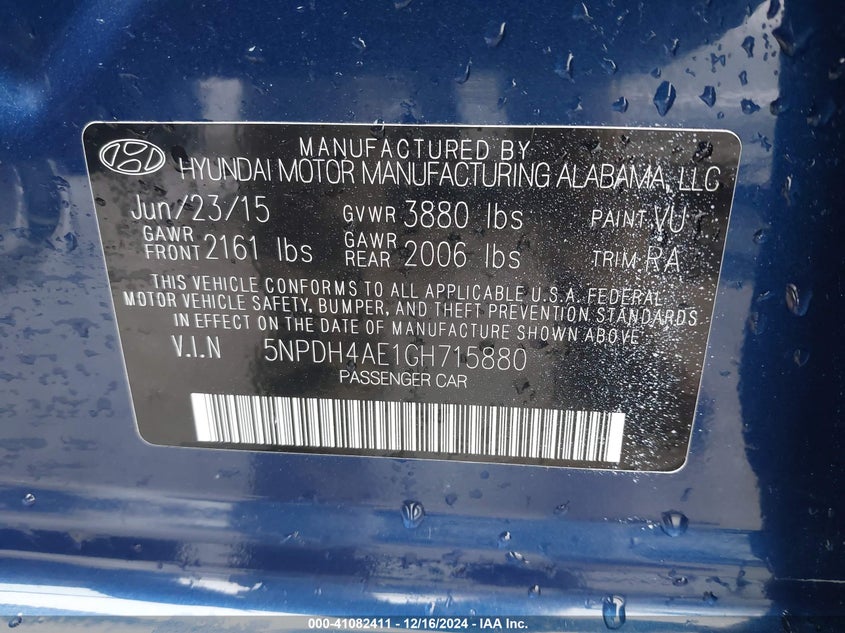 MANUFACTURED BY
HYUNDAI MOTOR MANUFACTURING ALABAMA, LLC
Jun/23/15 GVWR 3880 lbs PAINT VU
GAWR FRONT 2161 lbs GAWR REAR 2006 lbs TRIM RA
THIS VEHICLE CONFORMS TO ALL APPLICABLE U.S.A. FEDERAL
MOTOR VEHICLE SAFETY, BUMPER, AND THEFT PREVENTION STANDARDS
IN EFFECT ON THE DATE OF MANUFACTURE SHOWN ABOVE.
V.I.N 5NPDH4AE1GH715880
PASSENGER CAR
000-41082411 - 12/16/2024 - IAA Inc.